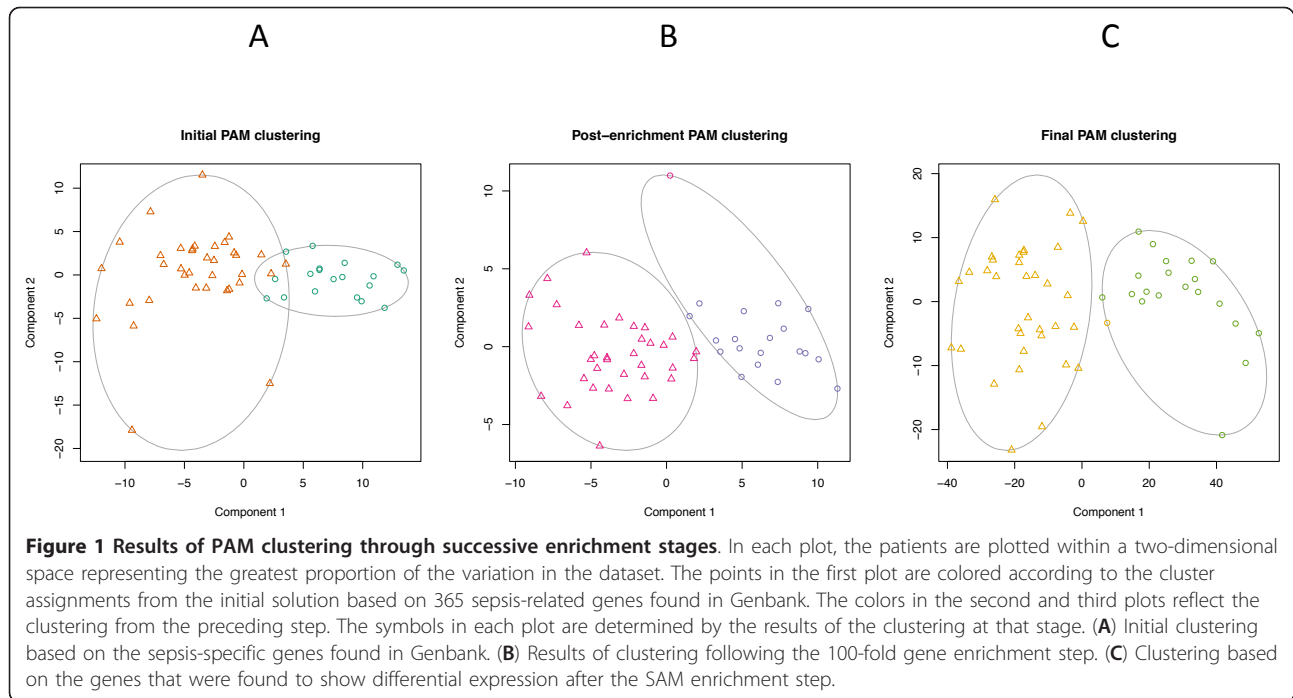 A B C
Initial PAM clustering
Component 2
10
5
0
−5
−10
−15
−20
−10 −5 0 5 10
Component 1
Post−enrichment PAM clustering
Component 2
10
5
0
−5
−10 −5 0 5 10
Component 1
Final PAM clustering
Component 2
20
10
0
−10
−20
−40 −20 0 20 40
Component 1
Figure 1 Results of PAM clustering through successive enrichment stages. In each plot, the patients are plotted within a two-dimensional
space representing the greatest proportion of the variation in the dataset. The points in the first plot are colored according to the cluster
assignments from the initial solution based on 365 sepsis-related genes found in Genbank. The colors in the second and third plots reflect the
clustering from the preceding step. The symbols in each plot are determined by the results of the clustering at that stage. (A) Initial clustering
based on the sepsis-specific genes found in Genbank. (B) Results of clustering following the 100-fold gene enrichment step. (C) Clustering based
on the genes that were found to show differential expression after the SAM enrichment step.